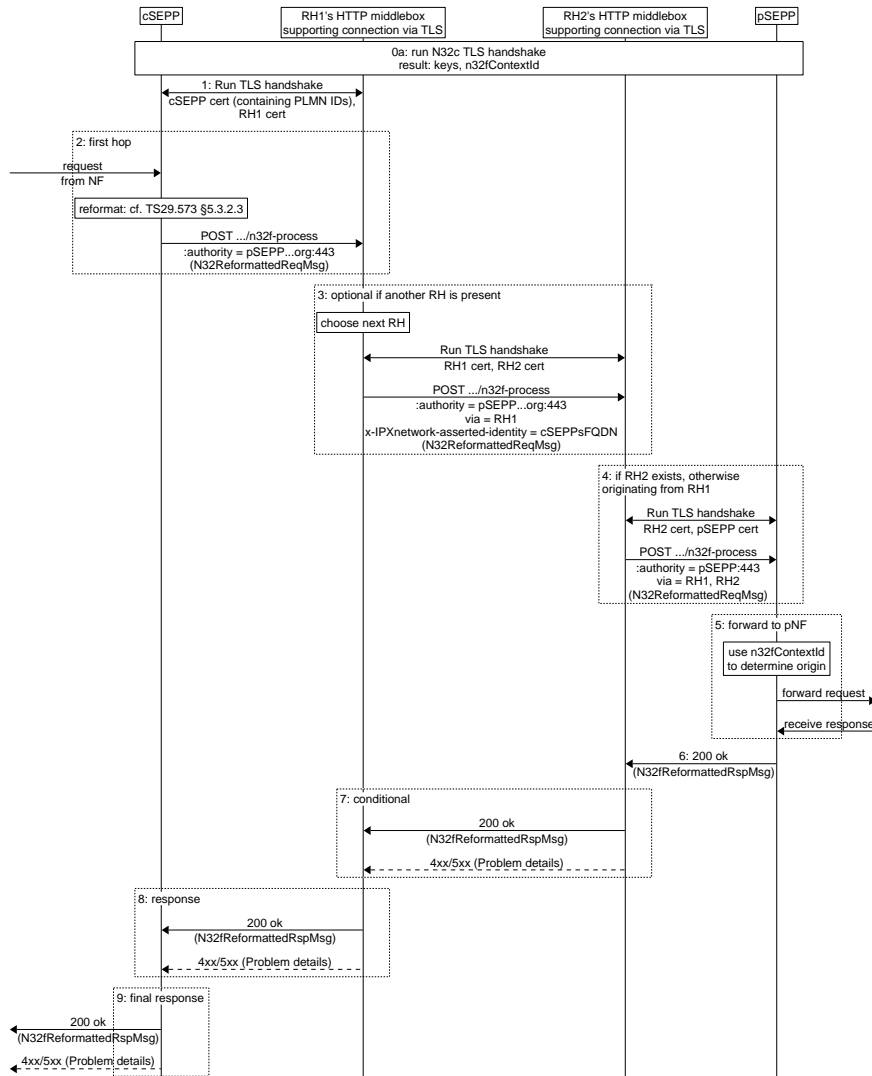 cSEPP
RH1's HTTP middlebox
supporting connection via TLS
RH2's HTTP middlebox
supporting connection via TLS
pSEPP
0a: run N32c TLS handshake
result: keys, n32fContextId
1: Run TLS handshake
cSEPP cert (containing PLMN IDs),
RH1 cert
2: first hop
request
from NF
reformat: cf. TS29.573 §5.3.2.3
POST .../n32f-process
:authority = pSEPP...org:443
(N32ReformattedReqMsg)
3: optional if another RH is present
choose next RH
Run TLS handshake
RH1 cert, RH2 cert
POST .../n32f-process
:authority = pSEPP...org:443
via = RH1
x-IPXnetwork-asserted-identity = cSEPPsFQDN
(N32ReformattedReqMsg)
4: if RH2 exists, otherwise
originating from RH1
Run TLS handshake
RH2 cert, pSEPP cert
POST .../n32f-process
:authority = pSEPP:443
via = RH1, RH2
(N32ReformattedReqMsg)
5: forward to pNF
use n32fContextId
to determine origin
forward request
receive response
6: 200 ok
(N32fReformattedRspMsg)
7: conditional
200 ok
(N32fReformattedRspMsg)
4xx/5xx (Problem details)
8: response
200 ok
(N32fReformattedRspMsg)
4xx/5xx (Problem details)
9: final response
200 ok
(N32fReformattedRspMsg)
4xx/5xx (Problem details)